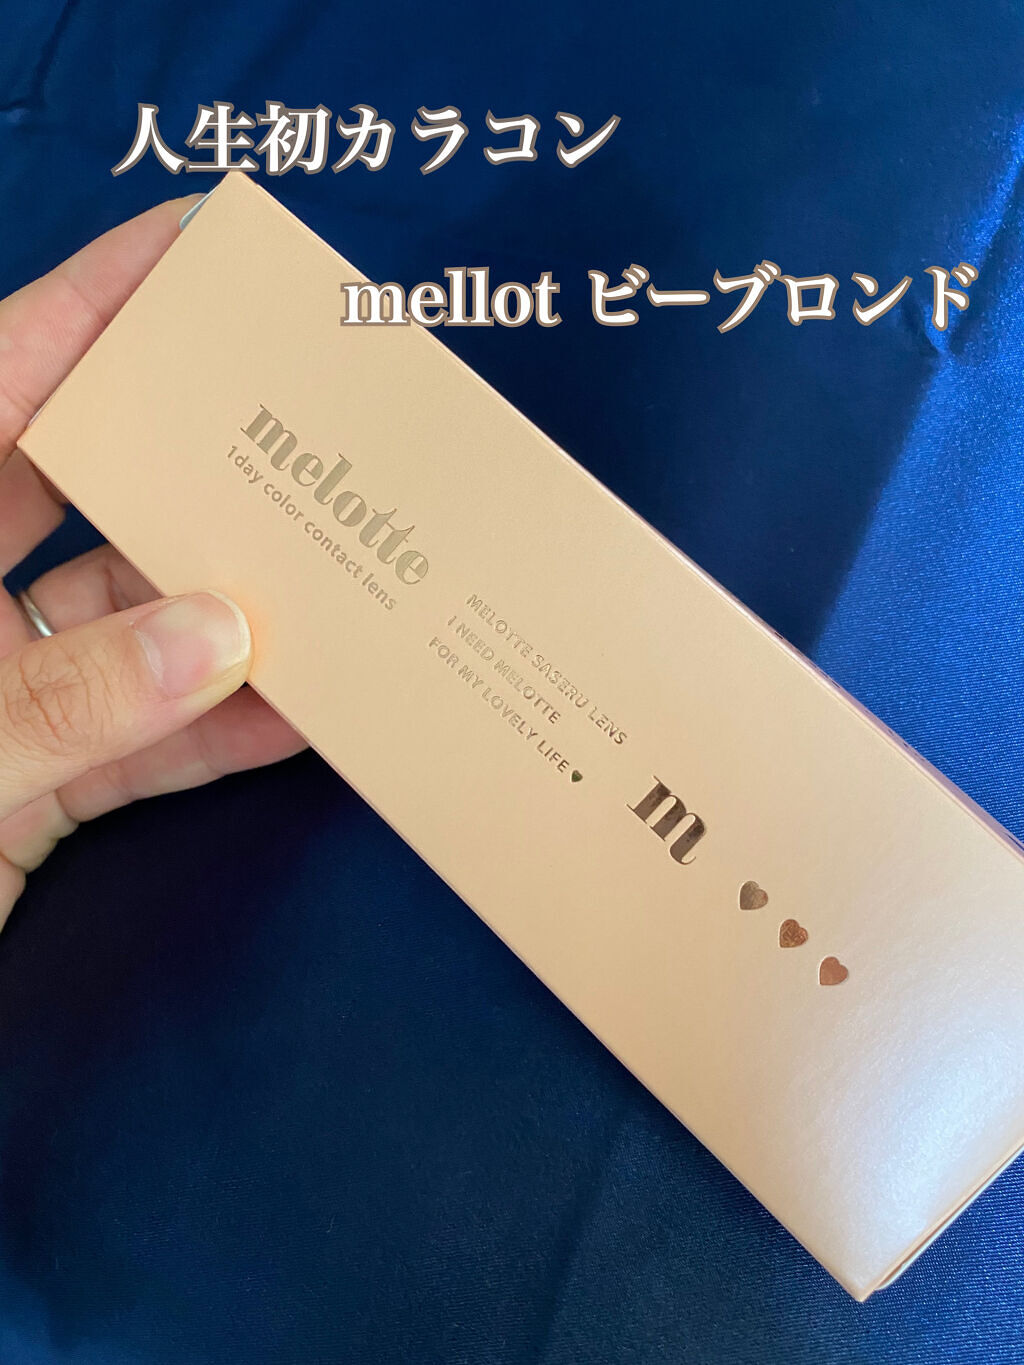 人生初カラコン
mellot ビーブロンド
melotte
1day color contact lens
MELOTTE SASERU LENS
I NEED MELOTTE
FOR MY LOVELY LIFE♥
m